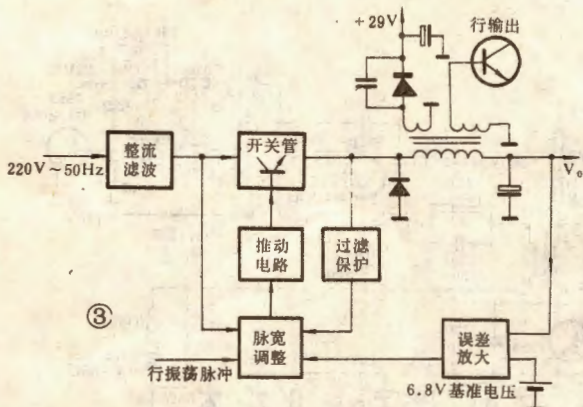 +29V
行输出
整流
滤波
开关管
220V～50Hz
V₀
推动
电路
过滤
保护
③
脉宽
调整
误差
放大
行振荡脉冲
6.8V基准电压